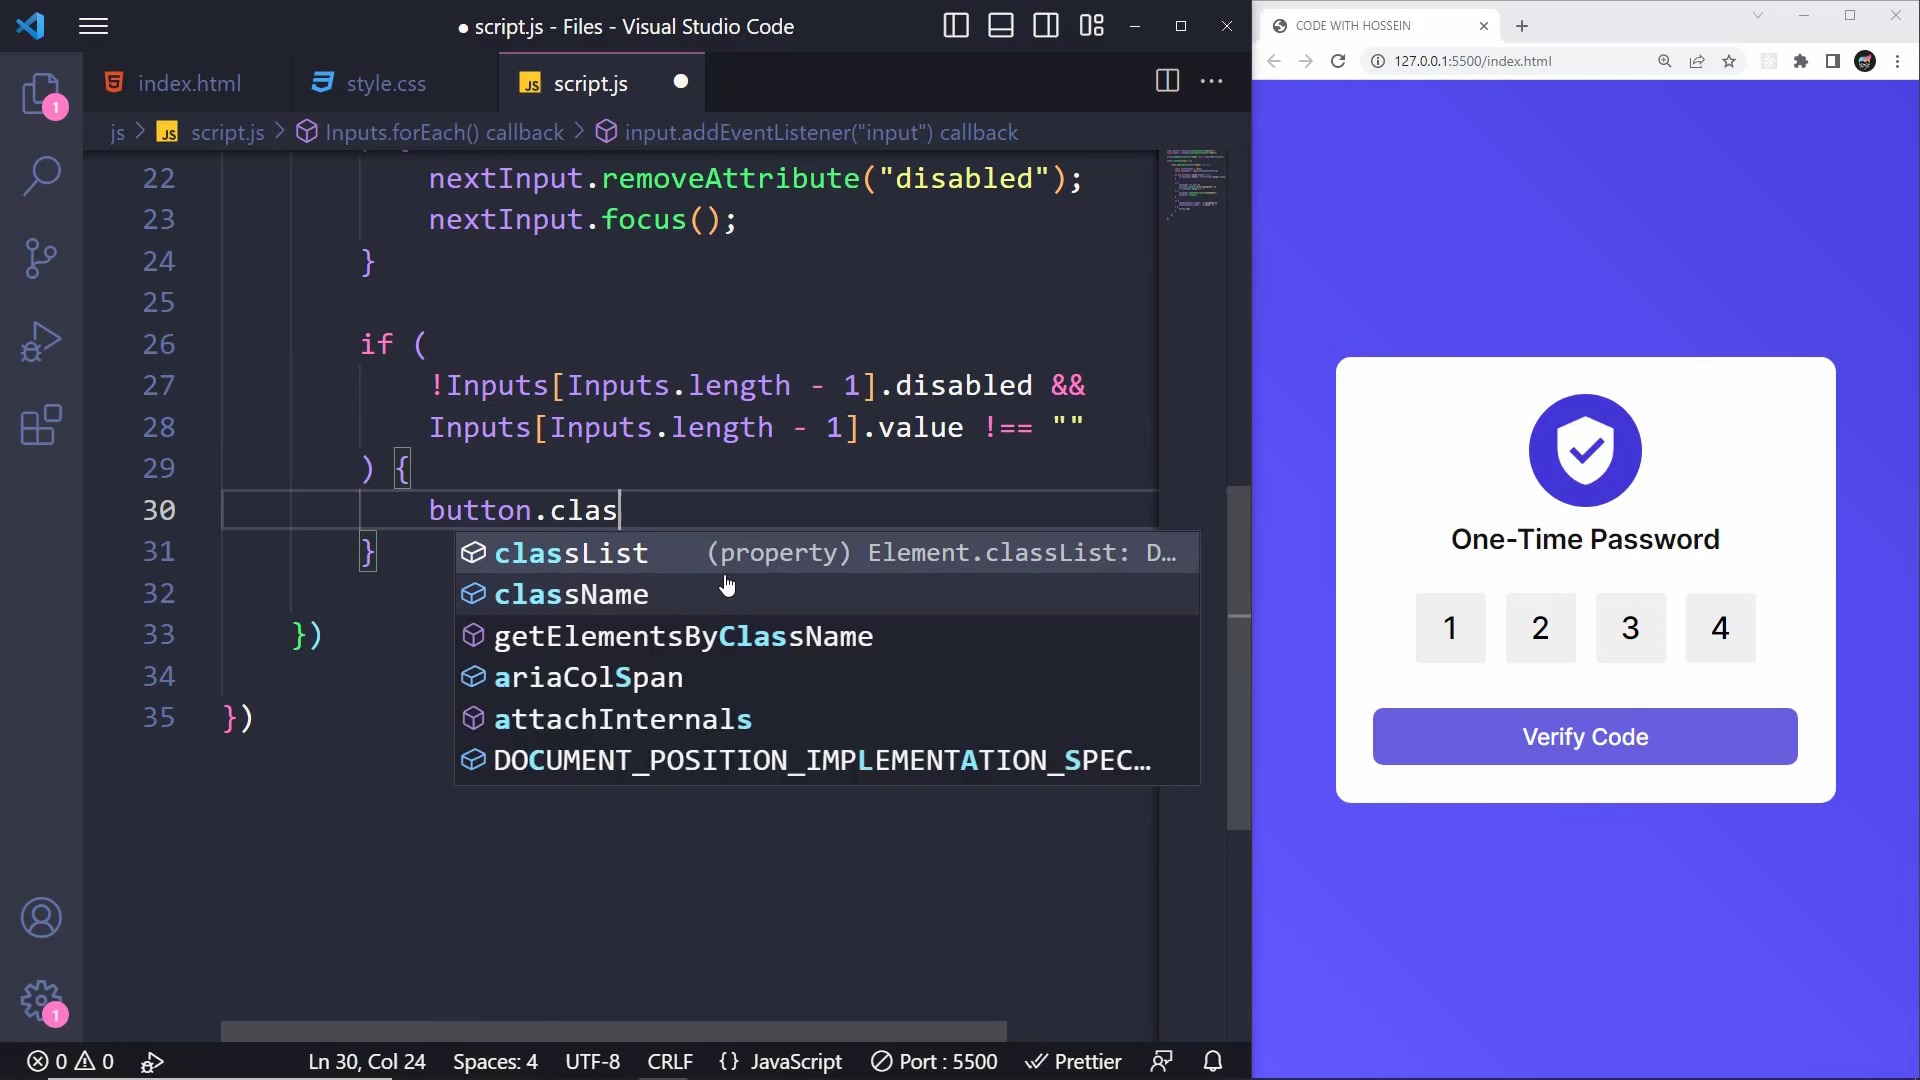 script.js - Files - Visual Studio Code
index.html
style.css
JS script.js
js > JS script.js > Inputs.forEach() callback > input.addEventListener("input") callback
22 nextInput.removeAttribute("disabled");
23 nextInput.focus();
24 }
25
26 if (
27 !Inputs[Inputs.length - 1].disabled &&
28 Inputs[Inputs.length - 1].value !== ""
29 ) {
30 button.clas
31 }
32
33 })
34
35 })
classList (property) Element.classList: D…
className
getElementsByClassName
ariaColSpan
attachInternals
DOCUMENT_POSITION_IMPLEMENTATION_SPEC…
1
1
0 0 Ln 30, Col 24 Spaces: 4 UTF-8 CRLF {} JavaScript Port : 5500 Prettier
CODE WITH HOSSEIN
127.0.0.1:5500/index.html
One-Time Password
1 2 3 4
Verify Code